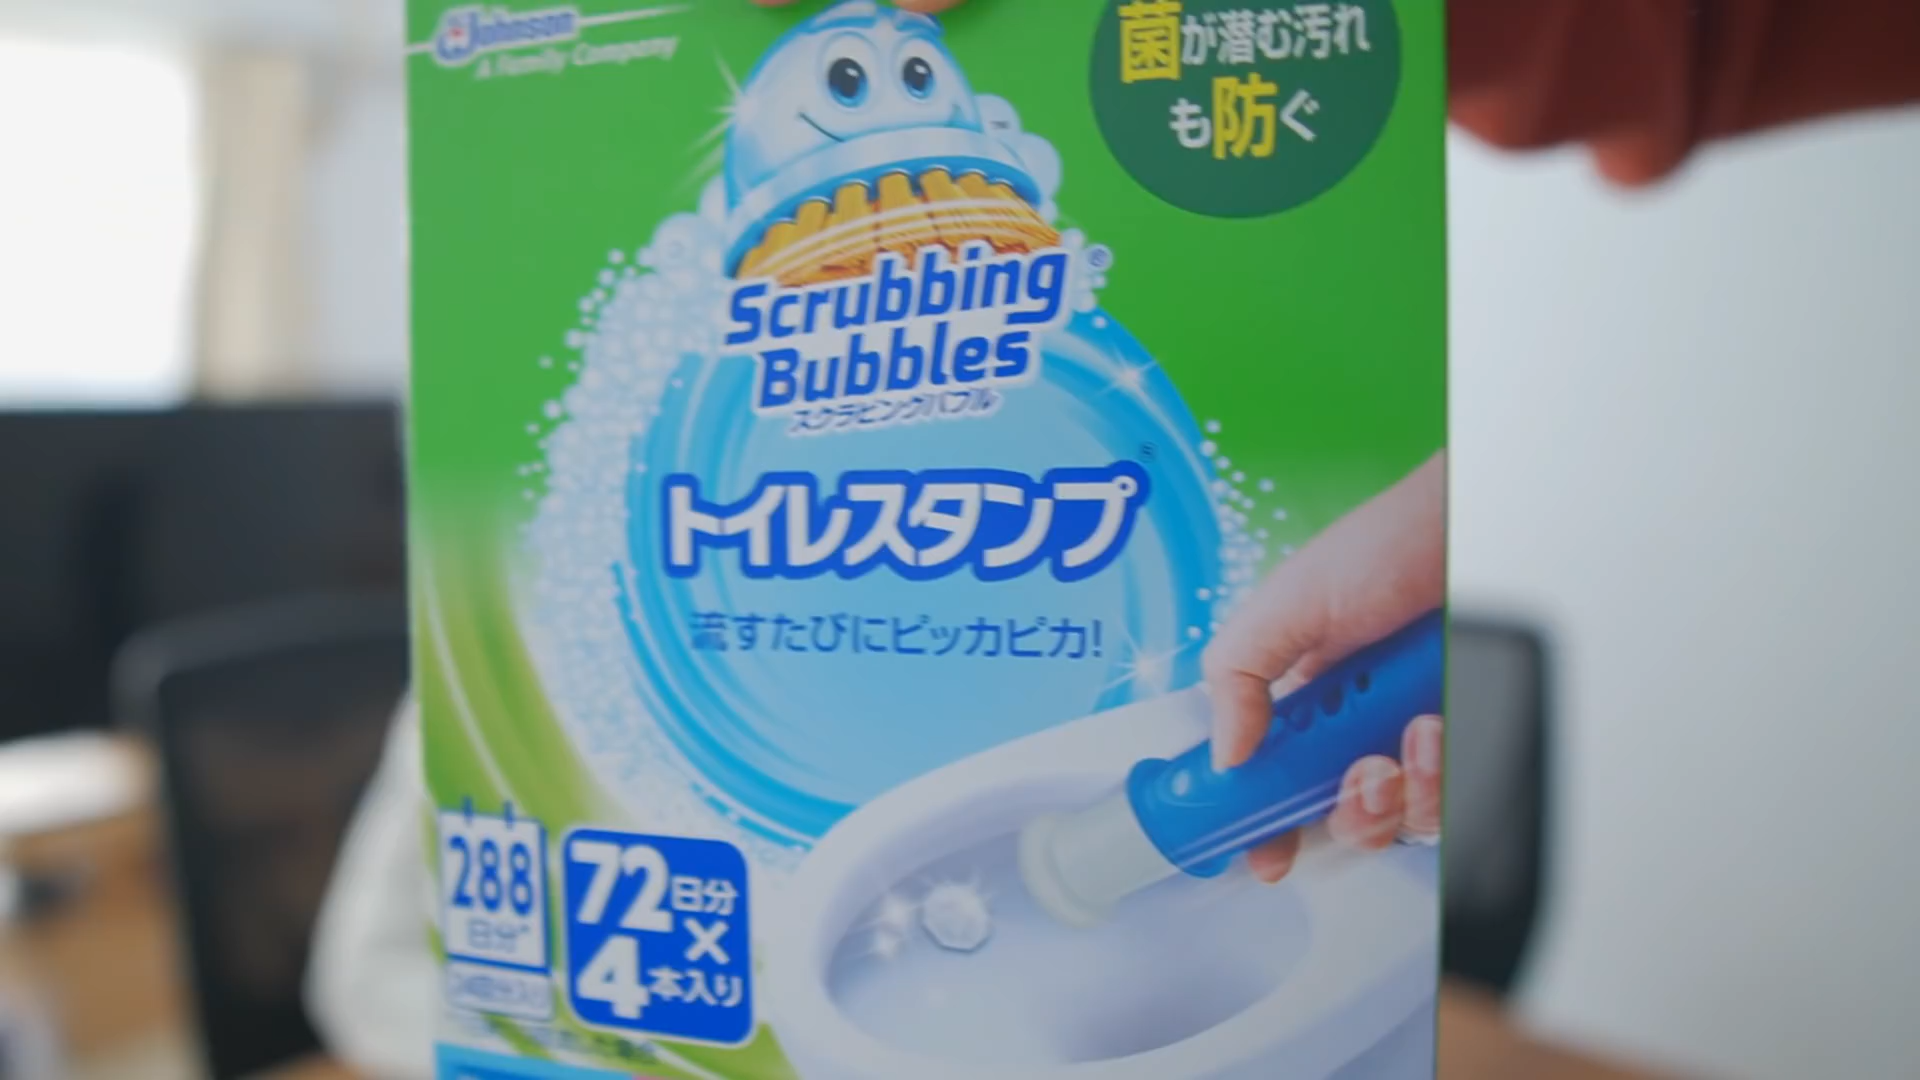 Johnson
A Family Company
菌が潜む汚れ
も防ぐ
Scrubbing
Bubbles
スクラビングバブル
トイレスタンプ
流すたびにピッカピカ!
288
日分*
72日分
×
4本入り